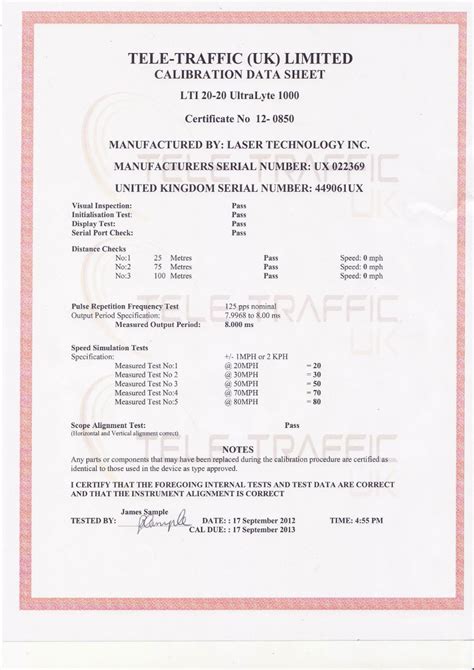 TELE-TRAFFIC (UK) LIMITED
CALIBRATION DATA SHEET
LTI 20-20 UltraLyte 1000
Certificate No 12- 0850
MANUFACTURED BY: LASER TECHNOLOGY INC.
MANUFACTURERS SERIAL NUMBER: UX 022369
UNITED KINGDOM SERIAL NUMBER: 449061UX
Visual Inspection: Pass
Initialisation Test: Pass
Display Test: Pass
Serial Port Check: Pass
Distance Checks
No:1 25 Metres Pass Speed: 0 mph
No:2 75 Metres Pass Speed: 0 mph
No:3 100 Metres Pass Speed: 0 mph
Pulse Repetition Frequency Test 125 pps nominal
Output Period Specification: 7.9968 to 8.00 ms
Measured Output Period: 8.000 ms
Speed Simulation Tests
Specification: +/- 1MPH or 2 KPH
Measured Test No:1 @ 20MPH = 20
Measured Test No:2 @ 30MPH = 30
Measured Test No:3 @ 50MPH = 50
Measured Test No:4 @ 70MPH = 70
Measured Test No:5 @ 80MPH = 80
Scope Alignment Test: Pass
(Horizontal and Vertical alignment correct)
NOTES
Any parts or components that may have been replaced during the calibration procedure are certified as
identical to those used in the device as type approved.
I CERTIFY THAT THE FOREGOING INTERNAL TESTS AND TEST DATA ARE CORRECT
AND THAT THE INSTRUMENT ALIGNMENT IS CORRECT
James Sample
TESTED BY: JSample DATE: : 17 September 2012 TIME: 4:55 PM
CAL DUE: : 17 September 2013
TELE-TRAFFIC
UK
TELE-TRAFFIC
UK
TELE-TRAFFIC
UK